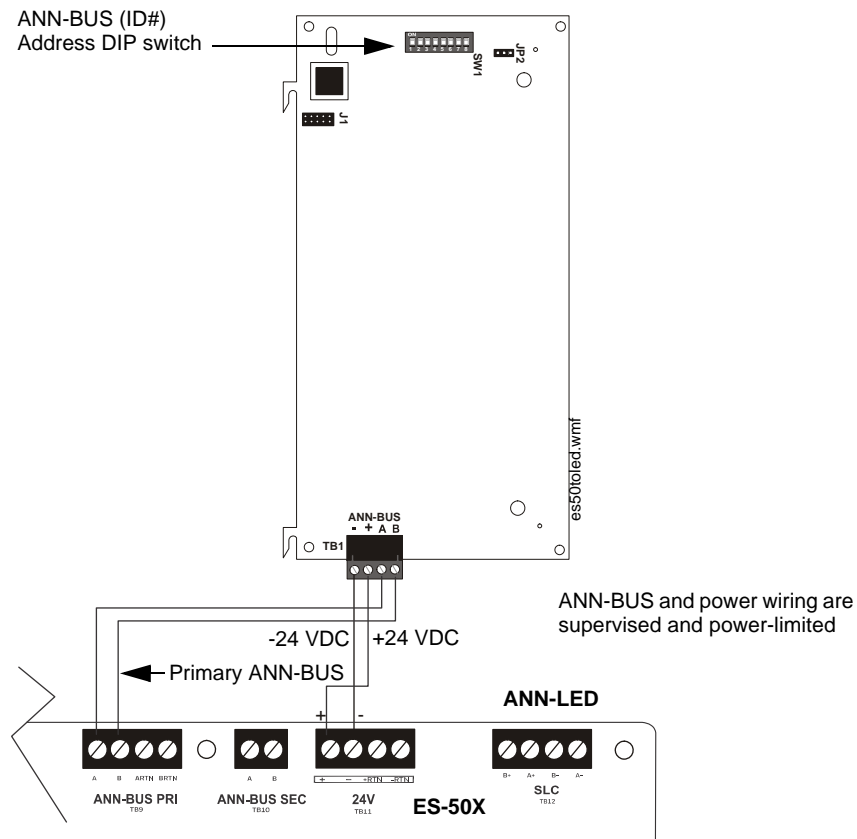 ANN-BUS (ID#)
Address DIP switch
ON
1 2 3 4 5 6 7 8
SW1
JP2
J1
es50toled.wmf
ANN-BUS
- + A B
TB1
ANN-BUS and power wiring are
supervised and power-limited
-24 VDC
+24 VDC
Primary ANN-BUS
ANN-LED
+ -
A B ARTN BRTN
ANN-BUS PRI
TB9
A B
ANN-BUS SEC
TB10
+ - +RTN -RTN
24V
TB11
ES-50X
B+ A+ B- A-
SLC
TB12